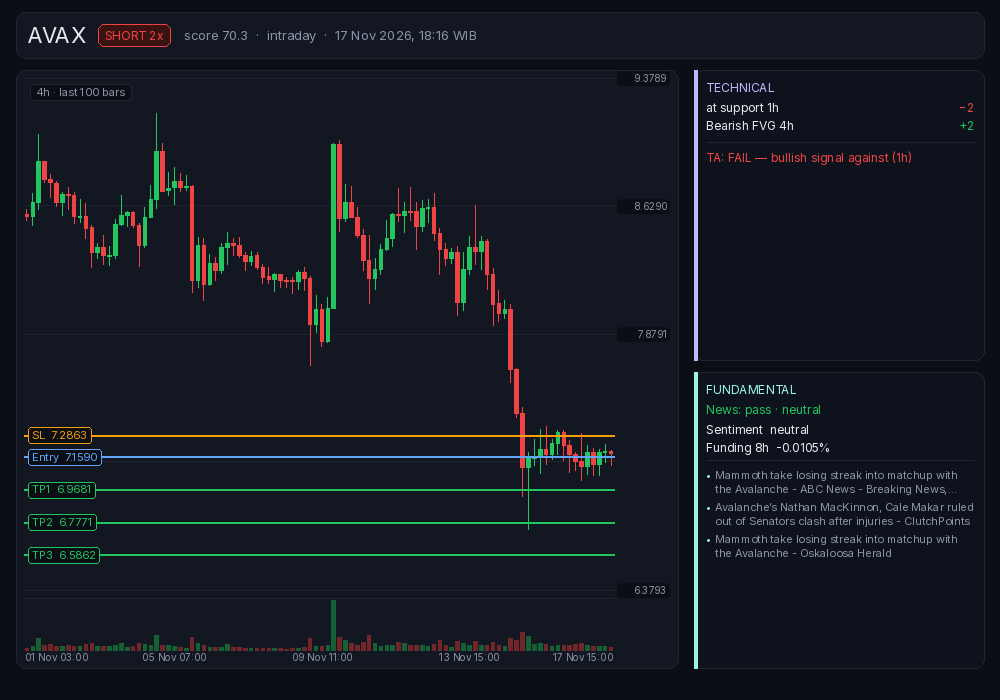 AVAX SHORT 2x score 70.3 · intraday · 17 Nov 2026, 18:16 WIB
4h · last 100 bars
9.3789
8.6290
7.8791
SL 7.2863
Entry 7.1590
TP1 6.9681
TP2 6.7771
TP3 6.5862
6.3793
01 Nov 03:00 05 Nov 07:00 09 Nov 11:00 13 Nov 15:00 17 Nov 15:00
TECHNICAL
at support 1h −2
Bearish FVG 4h +2
TA: FAIL — bullish signal against (1h)
FUNDAMENTAL
News: pass · neutral
Sentiment neutral
Funding 8h -0.0105%
• Mammoth take losing streak into matchup with
the Avalanche - ABC News - Breaking News,...
• Avalanche's Nathan MacKinnon, Cale Makar ruled
out of Senators clash after injuries - ClutchPoints
• Mammoth take losing streak into matchup with
the Avalanche - Oskaloosa Herald